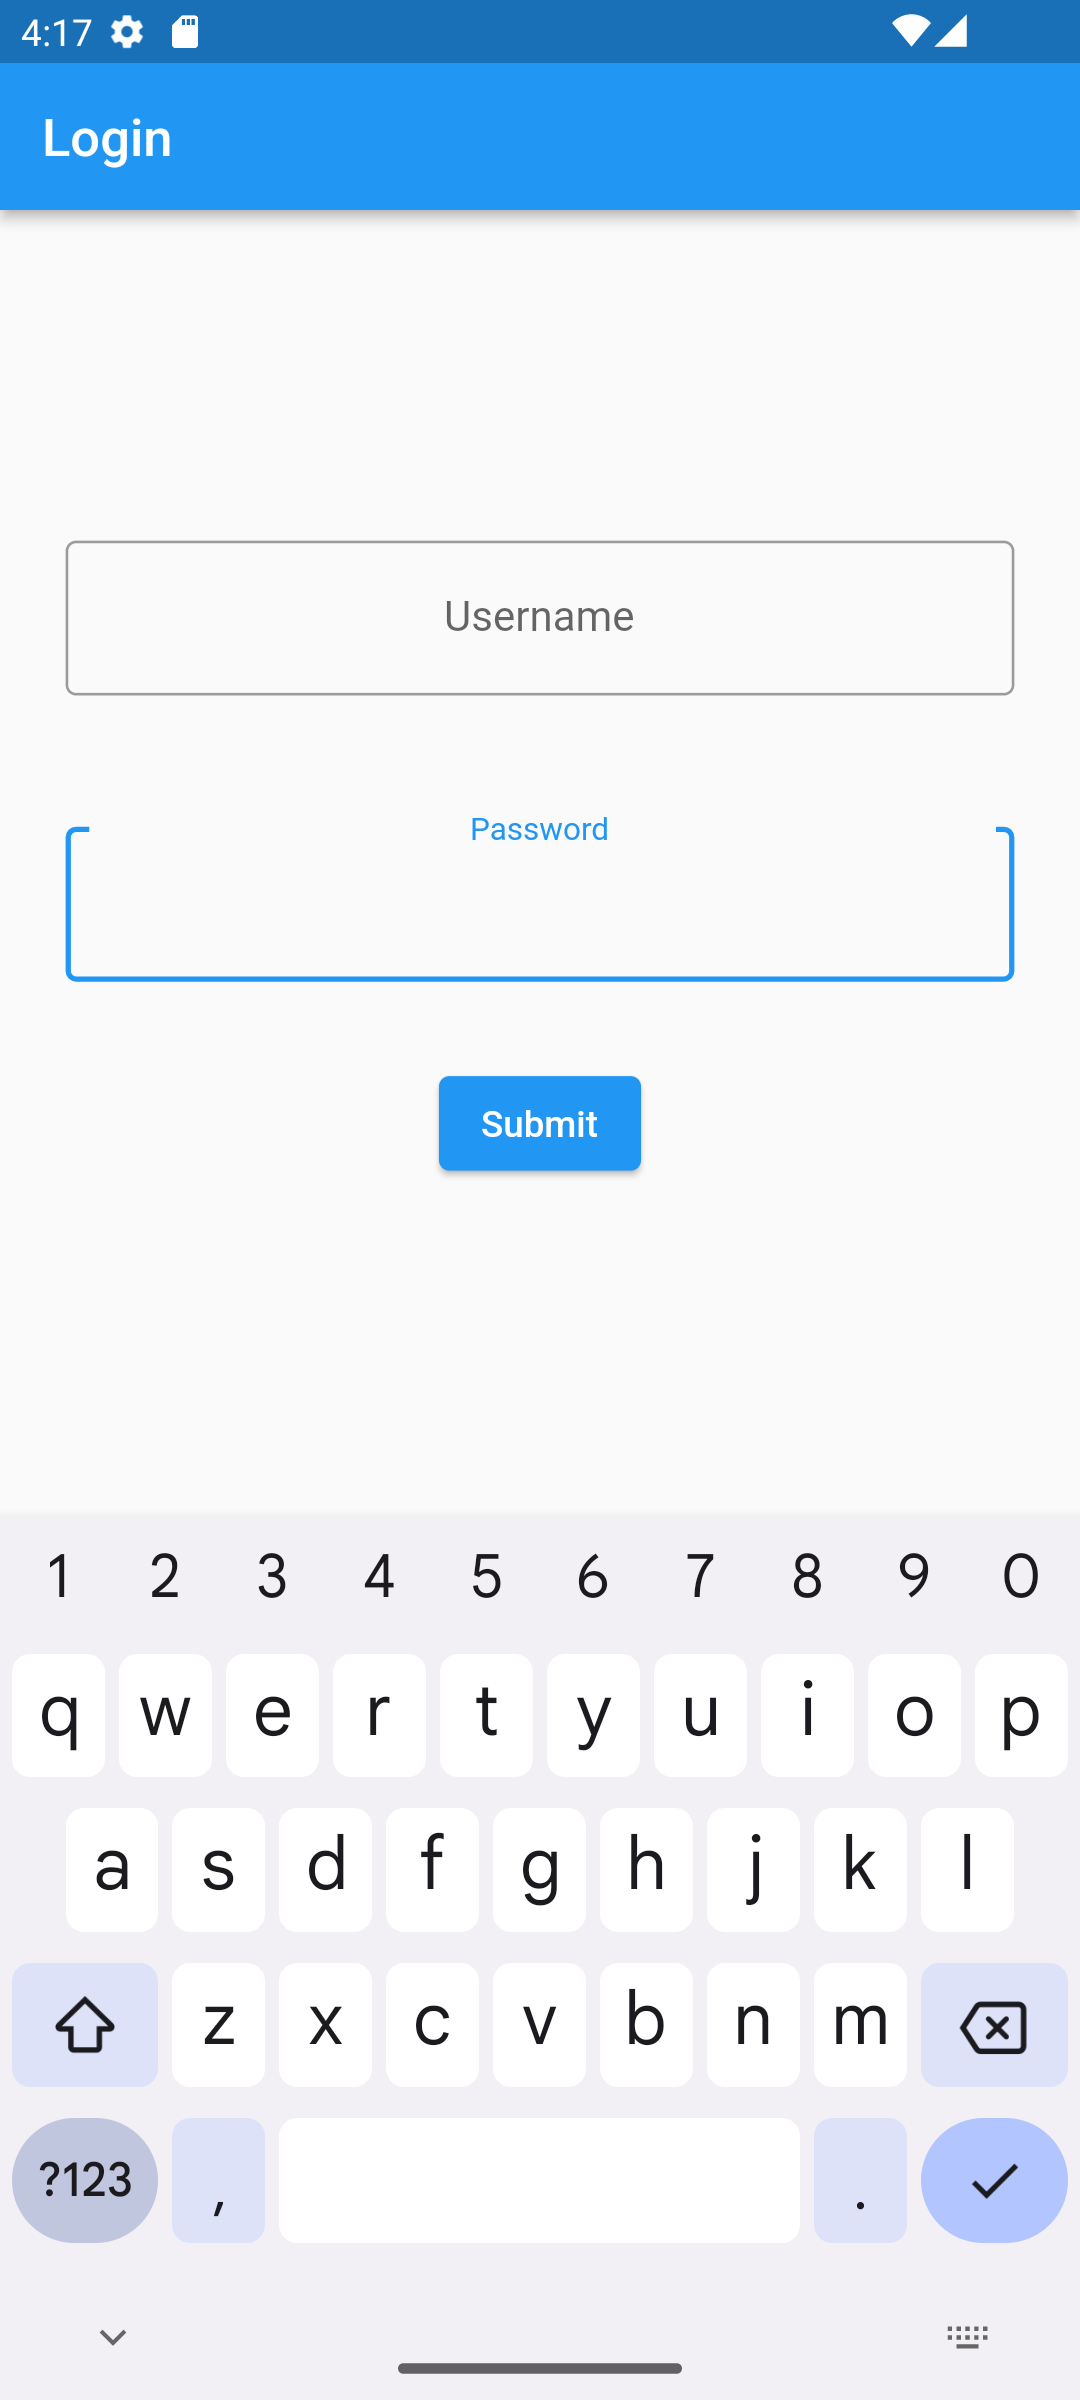 4:17
Login
Username
Password
Submit
1 2 3 4 5 6 7 8 9 0
q w e r t y u i o p
a s d f g h j k l
z x c v b n m
?123 , .